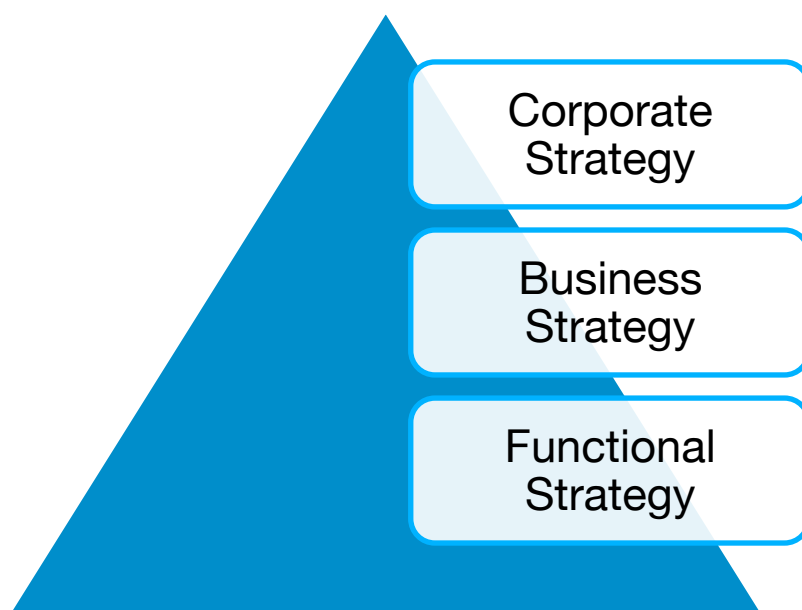 Corporate
Strategy
Business
Strategy
Functional
Strategy